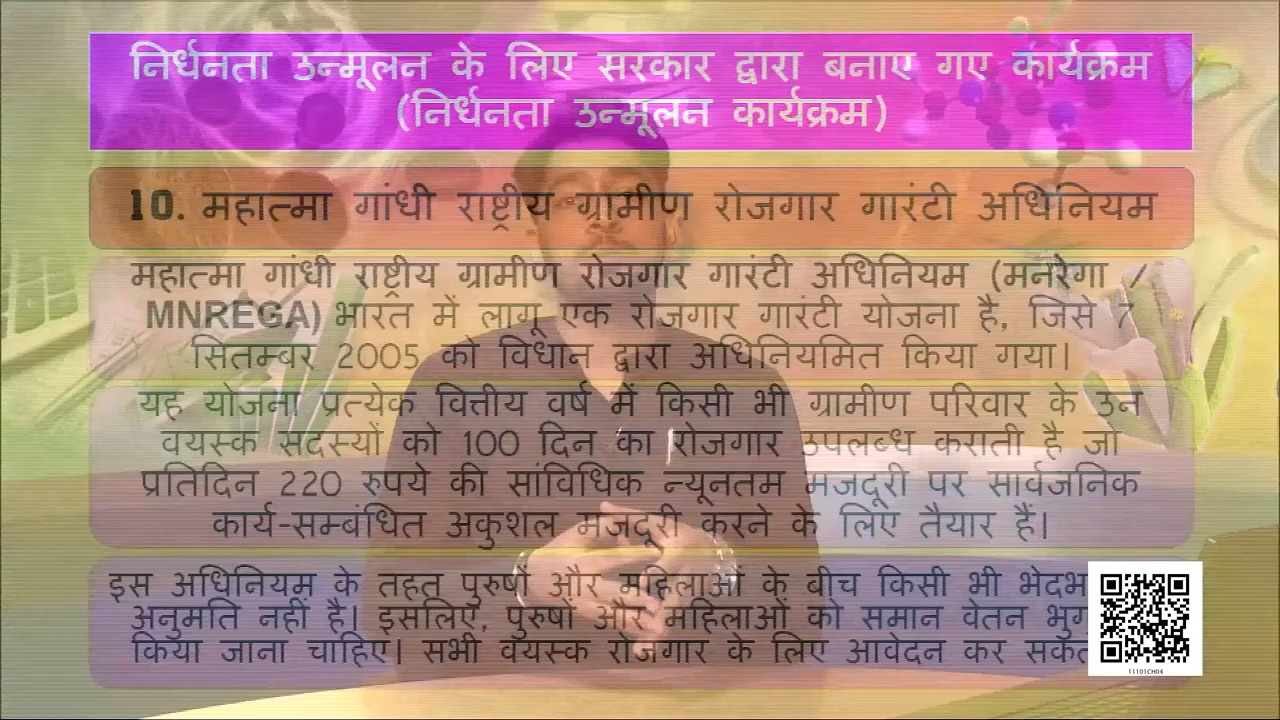 निर्धनता उन्मूलन के लिए सरकार द्वारा बनाए गए कार्यक्रम
(निर्धनता उन्मूलन कार्यक्रम)
10. महात्मा गांधी राष्ट्रीय ग्रामीण रोजगार गारंटी अधिनियम
महात्मा गांधी राष्ट्रीय ग्रामीण रोजगार गारंटी अधिनियम (मनरेगा /
MNREGA) भारत में लागू एक रोजगार गारंटी योजना है, जिसे 7
सितम्बर 2005 को विधान द्वारा अधिनियमित किया गया।
यह योजना प्रत्येक वित्तीय वर्ष में किसी भी ग्रामीण परिवार के उन
वयस्क सदस्यों को 100 दिन का रोजगार उपलब्ध कराती है जो
प्रतिदिन 220 रुपये की सांविधिक न्यूनतम मजदूरी पर सार्वजनिक
कार्य-सम्बंधित अकुशल मजदूरी करने के लिए तैयार हैं।
इस अधिनियम के तहत पुरुषों और महिलाओं के बीच किसी भी
अनुमति नहीं है। इसलिए, पुरुषों और महिलाओं को समान वेतन
किया जाना चाहिए। सभी वयस्क रोजगार के लिए आवेदन कर
11101CH04